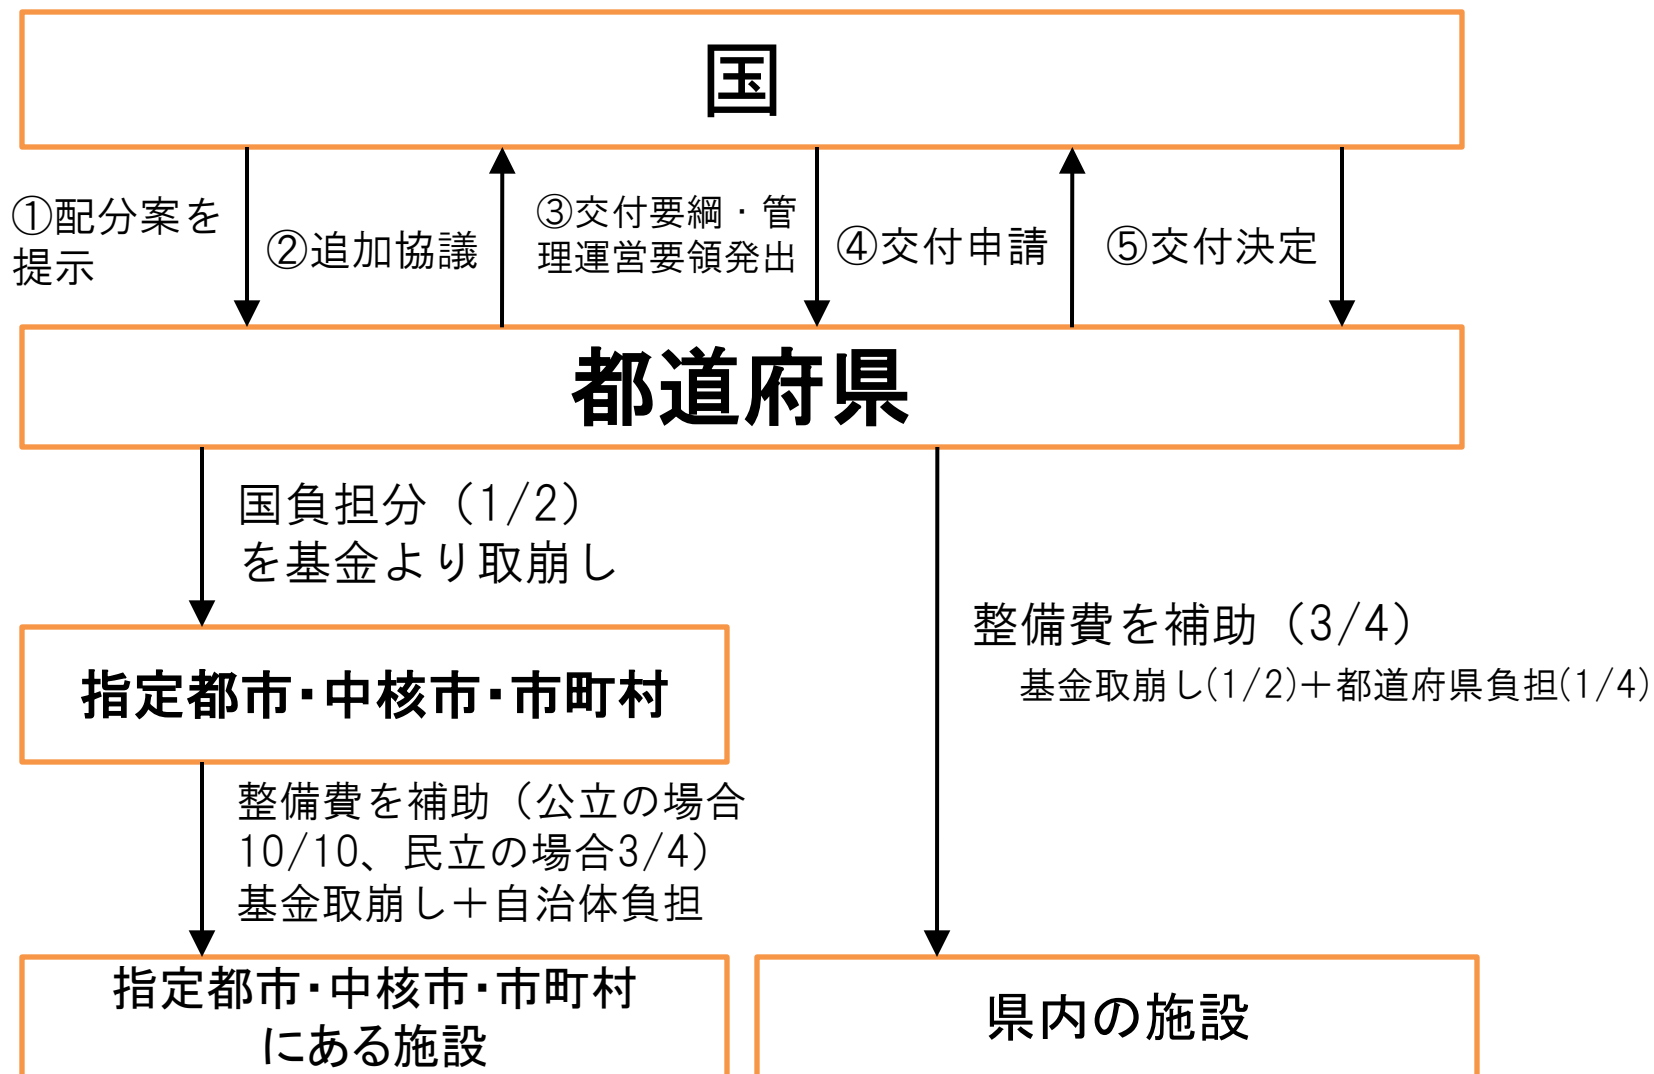 国
①配分案を
提示
②追加協議
③交付要綱・管
理運営要領発出
④交付申請
⑤交付決定
都道府県
国負担分（1/2）
を基金より取崩し
整備費を補助（3/4）
基金取崩し(1/2)＋都道府県負担(1/4)
指定都市・中核市・市町村
整備費を補助（公立の場合
10/10、民立の場合3/4）
基金取崩し＋自治体負担
指定都市・中核市・市町村
にある施設
県内の施設